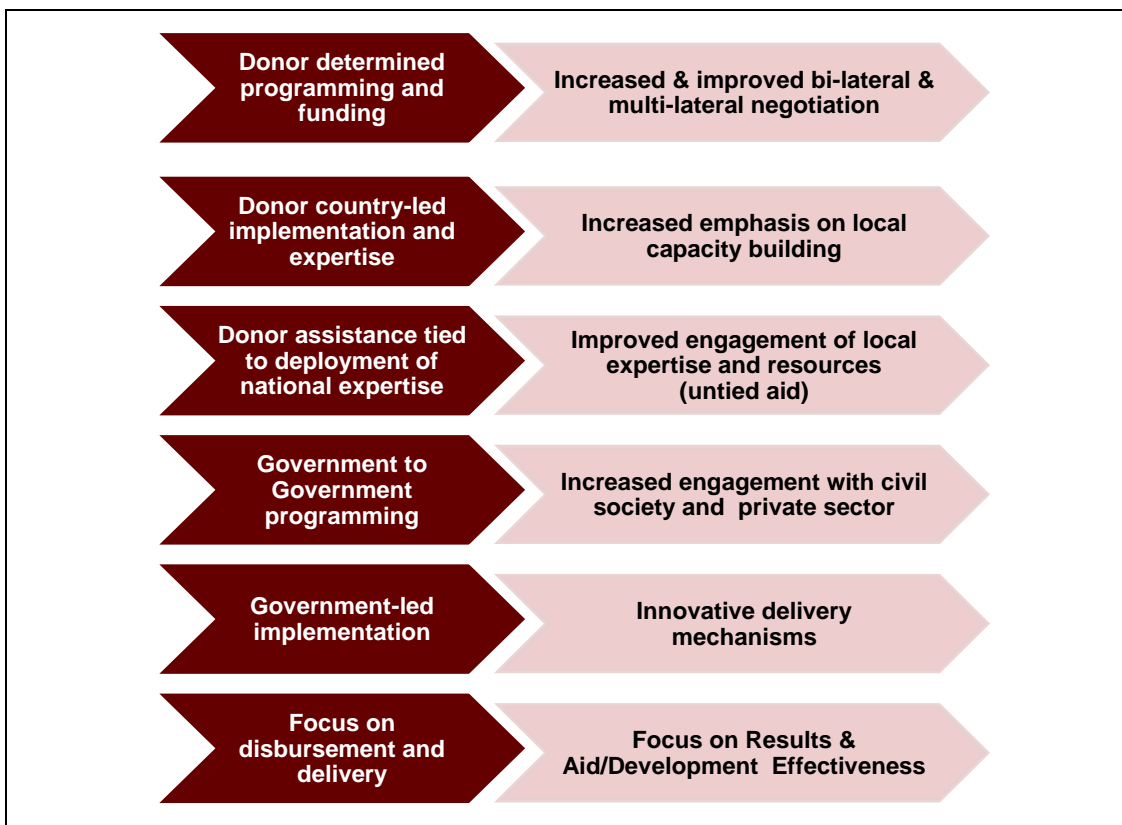 Donor determined
programming and
funding
Increased & improved bi-lateral &
multi-lateral negotiation
Donor country-led
implementation and
expertise
Increased emphasis on local
capacity building
Donor assistance tied
to deployment of
national expertise
Improved engagement of local
expertise and resources
(untied aid)
Government to
Government
programming
Increased engagement with civil
society and  private sector
Government-led
implementation
Innovative delivery
mechanisms
Focus on
disbursement and
delivery
Focus on Results &
Aid/Development  Effectiveness